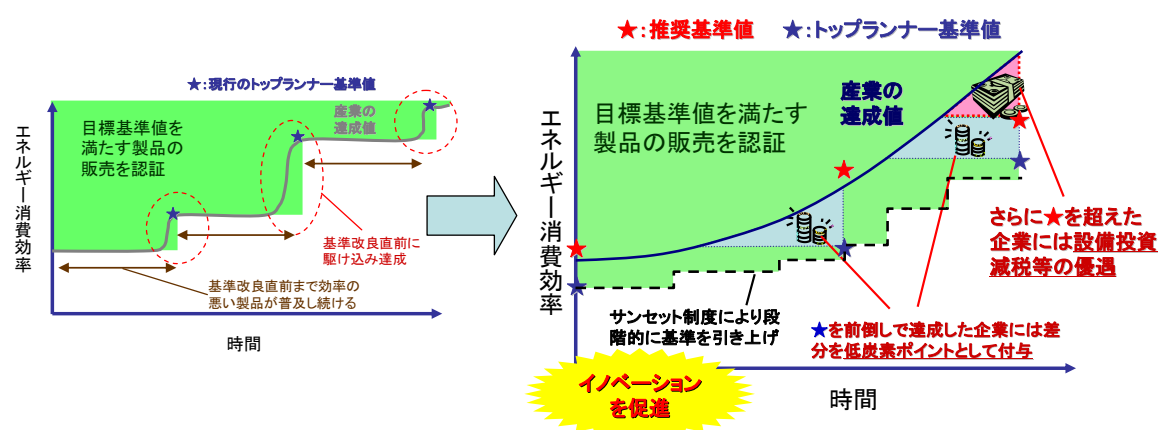 ★:推奨基準値 ★:トップランナー基準値
★:現行のトップランナー基準値
エネルギー消費効率
目標基準値を
満たす製品の
販売を認証
産業の
達成値
基準改良直前に
駆け込み達成
基準改良直前まで効率の
悪い製品が普及し続ける
時間
エネルギー消費効率
目標基準値を満たす
製品の販売を認証
産業の
達成値
さらに★を超えた
企業には設備投資
減税等の優遇
サンセット制度により段
階的に基準を引き上げ
★を前倒しで達成した企業には差
分を低炭素ポイントとして付与
イノベーション
を促進
時間